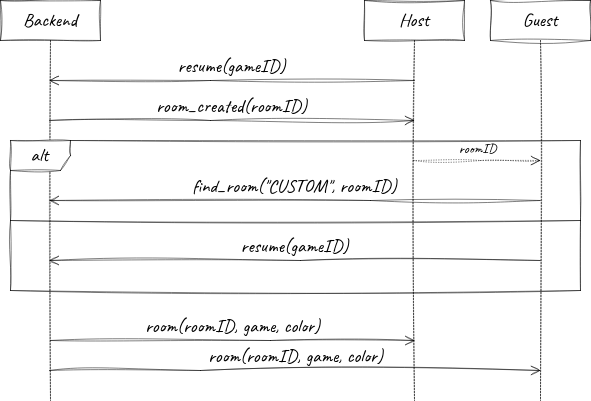 Backend Host Guest
resume(gameID)
room_created(roomID)
alt
roomID
find_room("CUSTOM", roomID)
resume(gameID)
room(roomID, game, color)
room(roomID, game, color)